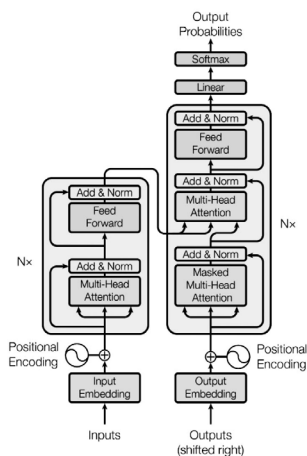 Output
Probabilities
Softmax
Linear
Add & Norm
Feed
Forward
Add & Norm
Multi-Head
Attention
Add & Norm
Masked
Multi-Head
Attention
N×
Positional
Encoding
Output
Embedding
Outputs
(shifted right)
Add & Norm
Feed
Forward
Add & Norm
Multi-Head
Attention
N×
Positional
Encoding
Input
Embedding
Inputs